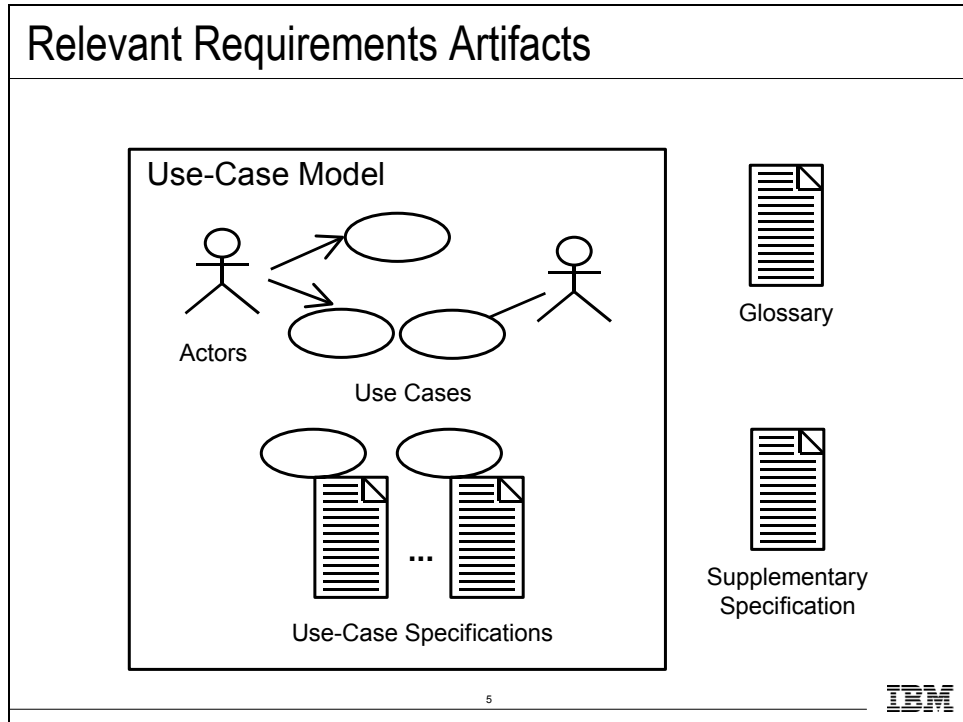 Relevant Requirements Artifacts
Use-Case Model
Actors
Use Cases
...
Use-Case Specifications
Glossary
Supplementary
Specification
5
IBM